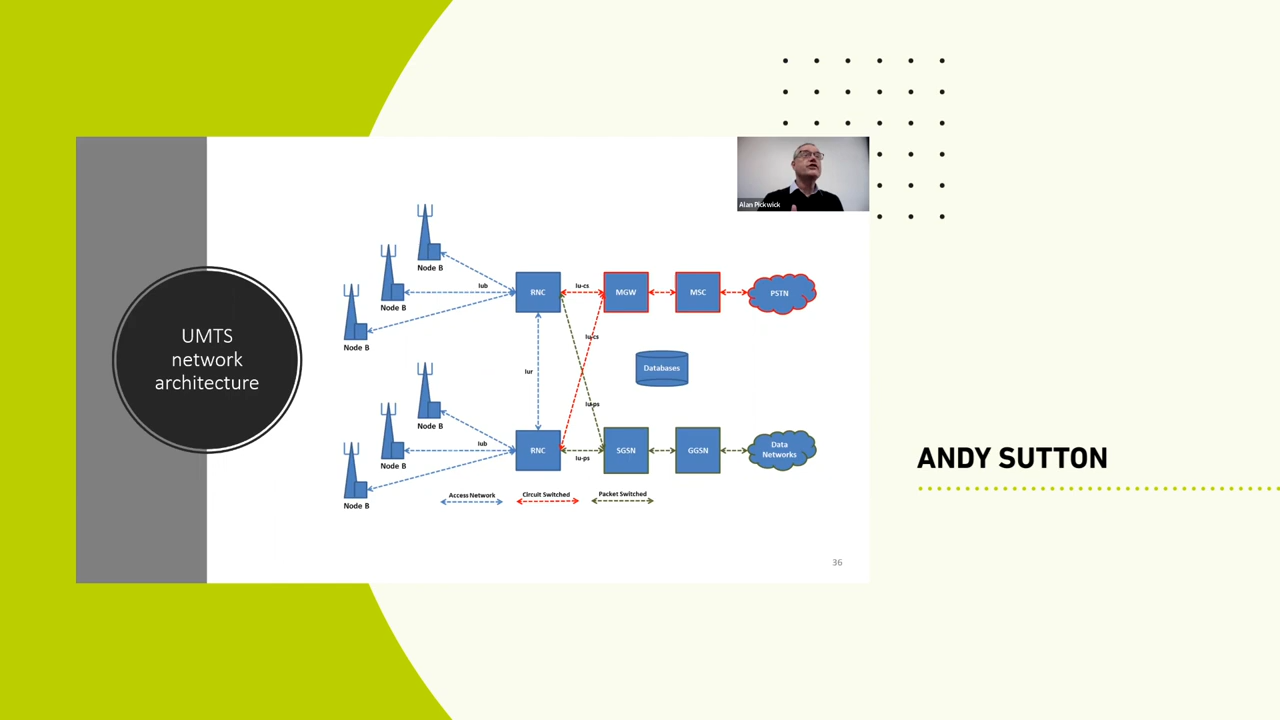 Alan Pickwick
UMTS
network
architecture
Node B
Node B
Node B
Iub
RNC
Iu-cs
MGW
MSC
PSTN
Iu-cs
Iur
Databases
Iu-ps
Node B
Node B
Node B
Iub
RNC
Iu-ps
SGSN
GGSN
Data
Networks
Access Network
Circuit Switched
Packet Switched
36
ANDY SUTTON